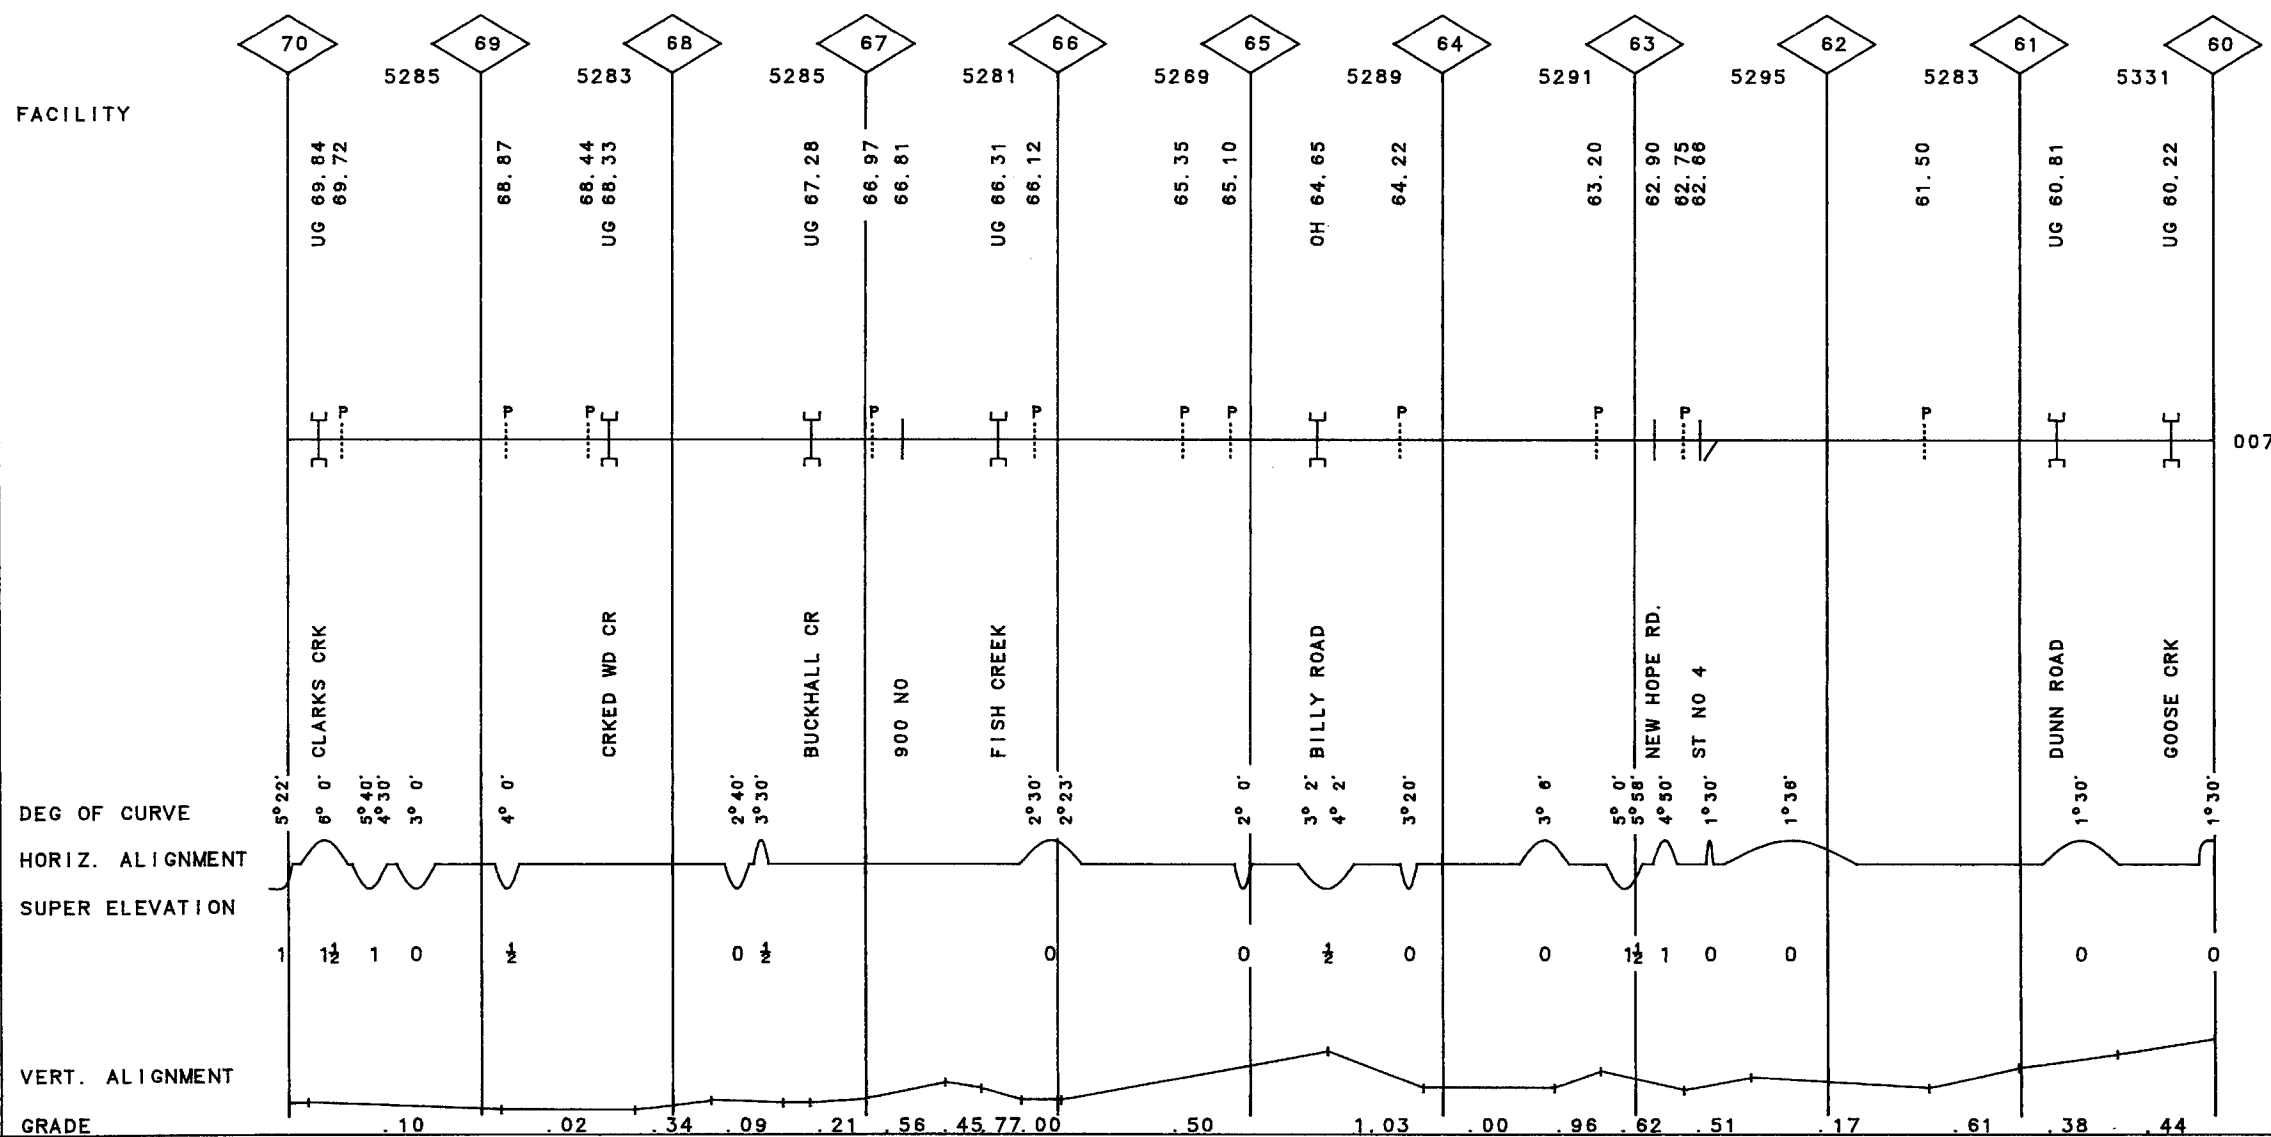 70 69 68 67 66 65 64 63 62 61 60
5285 5283 5285 5281 5269 5289 5291 5295 5283 5331
FACILITY
UG 69.84
69.72
68.87
68.44
UG 68.33
UG 67.28
66.97
66.81
UG 66.31
66.12
65.35
65.10
OH 64.65
64.22
63.20
62.90
62.75
62.66
61.50
UG 60.81
UG 60.22
P P P P P P P P P P P
007
CLARKS CRK
CRKED WD CR
BUCKHALL CR
900 NO
FISH CREEK
BILLY ROAD
NEW HOPE RD.
ST NO 4
DUNN ROAD
GOOSE CRK
DEG OF CURVE
5°22'
6° 0'
5°40'
4°30'
3° 0'
4° 0'
2°40'
3°30'
2°30'
2°23'
2° 0'
3° 2'
4° 2'
3°20'
3° 6'
5° 0'
5°58'
4°50'
1°30'
1°36'
1°30'
1°30'
HORIZ. ALIGNMENT
SUPER ELEVATION
1 1½ 1 0 ½ 0 ½ 0 0 ½ 0 0 1½ 1 0 0 0 0
VERT. ALIGNMENT
GRADE .10 .02 .34 .09 .21 .56 .45 .77 .00 .50 1.03 .00 .96 .62 .51 .17 .61 .38 .44